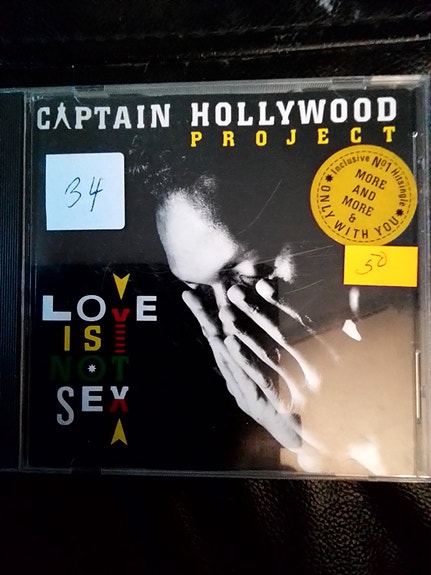 CAPTAIN HOLLYWOOD
PROJECT
Inclusive No1 Hitsingle
MORE
AND
MORE
&
ONLY WITH YOU
34
50
LOVE
IS
NOT
SEX